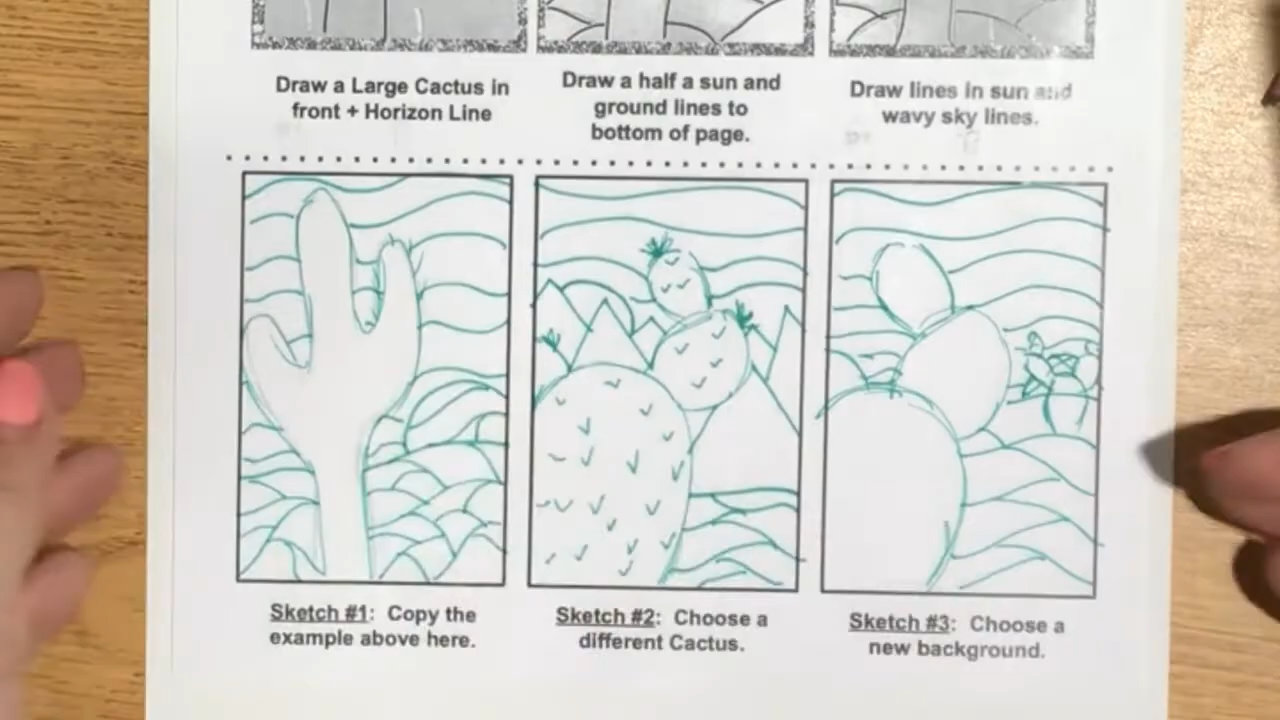 Draw a Large Cactus in
front + Horizon Line
Draw a half a sun and
ground lines to
bottom of page.
Draw lines in sun and
wavy sky lines.
Sketch #1: Copy the
example above here.
Sketch #2: Choose a
different Cactus.
Sketch #3: Choose a
new background.